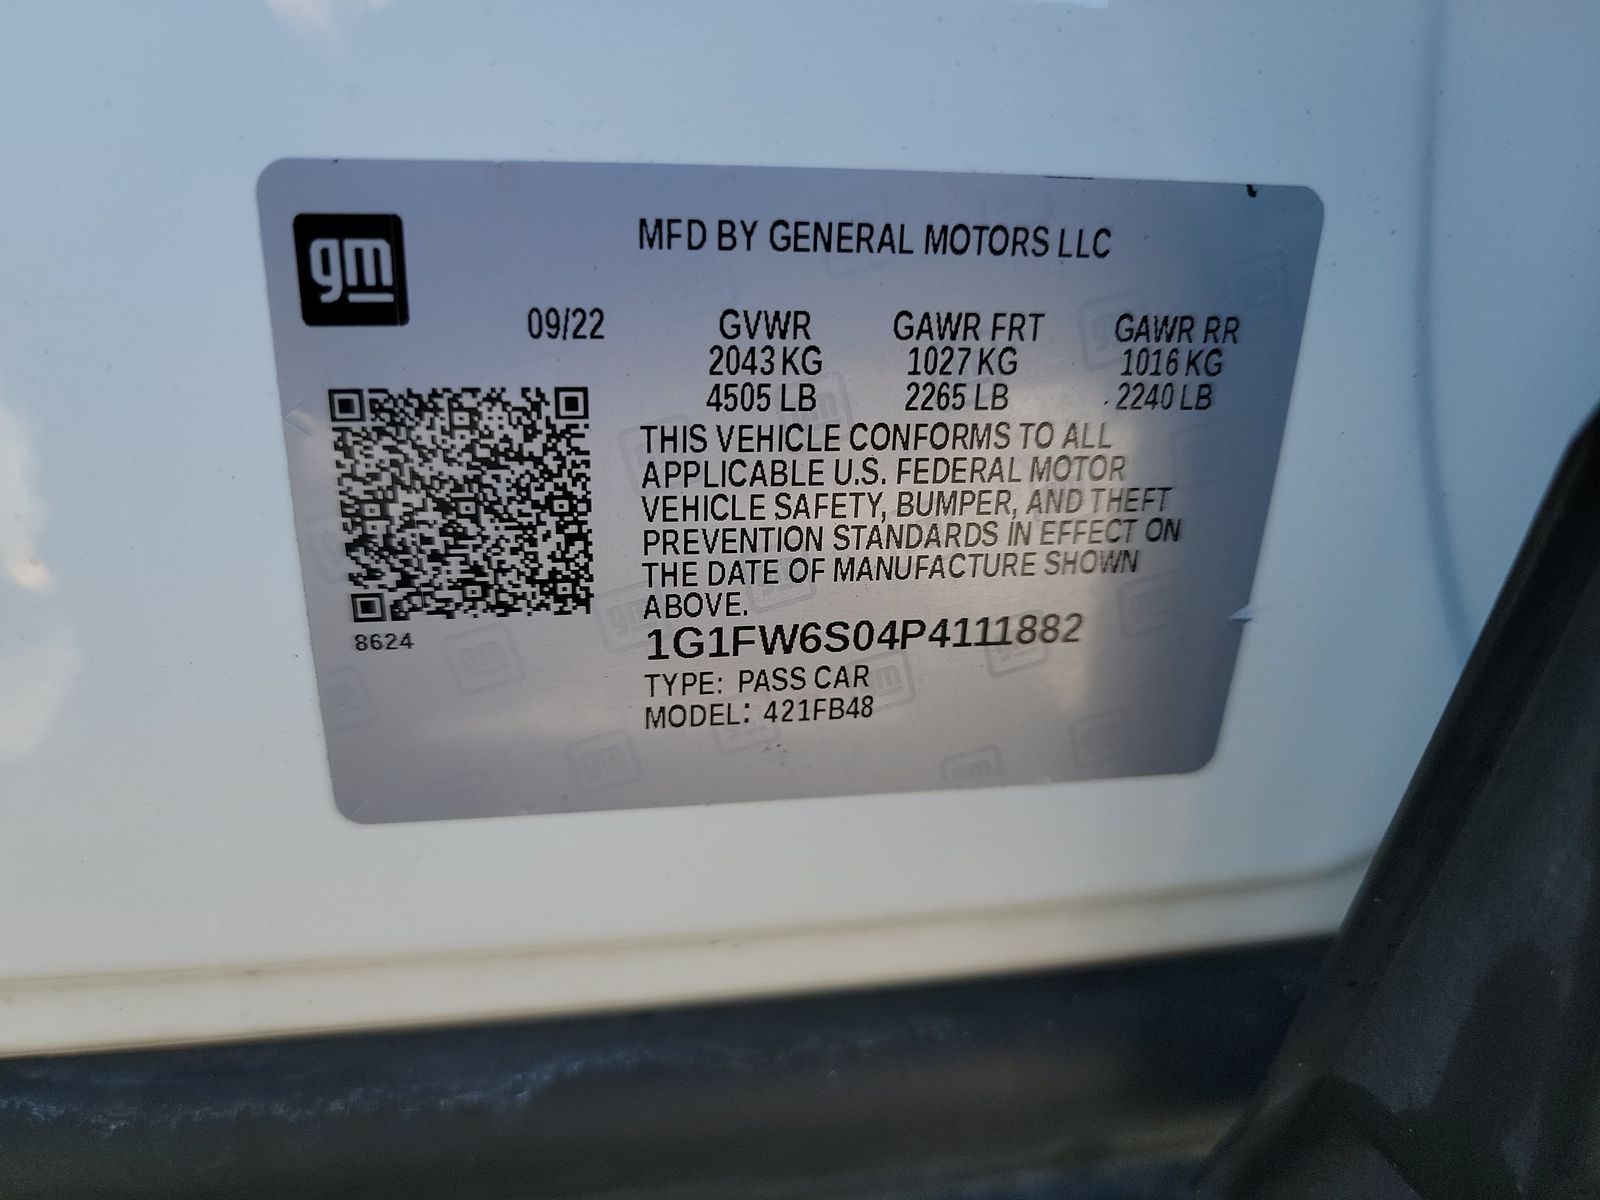 gm
MFD BY GENERAL MOTORS LLC
09/22 GVWR GAWR FRT GAWR RR
2043 KG 1027 KG 1016 KG
4505 LB 2265 LB 2240 LB
THIS VEHICLE CONFORMS TO ALL
APPLICABLE U.S. FEDERAL MOTOR
VEHICLE SAFETY, BUMPER, AND THEFT
PREVENTION STANDARDS IN EFFECT ON
THE DATE OF MANUFACTURE SHOWN
ABOVE.
8624
1G1FW6S04P4111882
TYPE: PASS CAR
MODEL: 421FB48